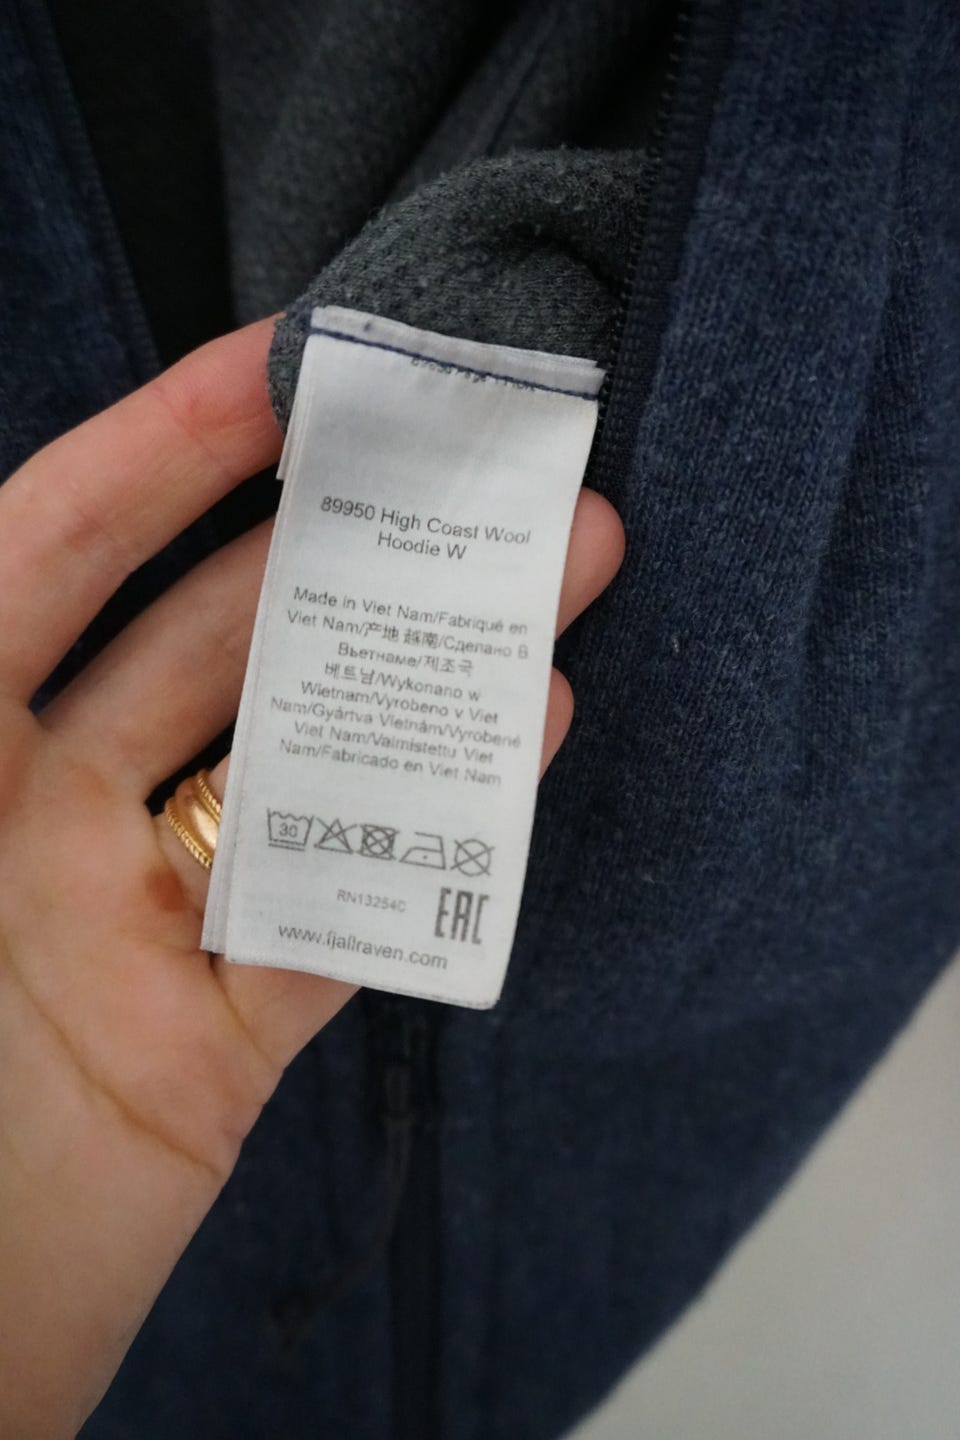 89950 High Coast Wool
Hoodie W
Made in Viet Nam/Fabriqué en
Viet Nam/产地 越南/Сделано В
Вьетнаме/제조국
베트남/Wykonano w
Wietnam/Vyrobeno v Viet
Nam/Gyártva Vietnám/Vyrobené
Viet Nam/Valmistettu Viet
Nam/Fabricado en Viet Nam
30
RN13254C
EAC
www.fjallraven.com